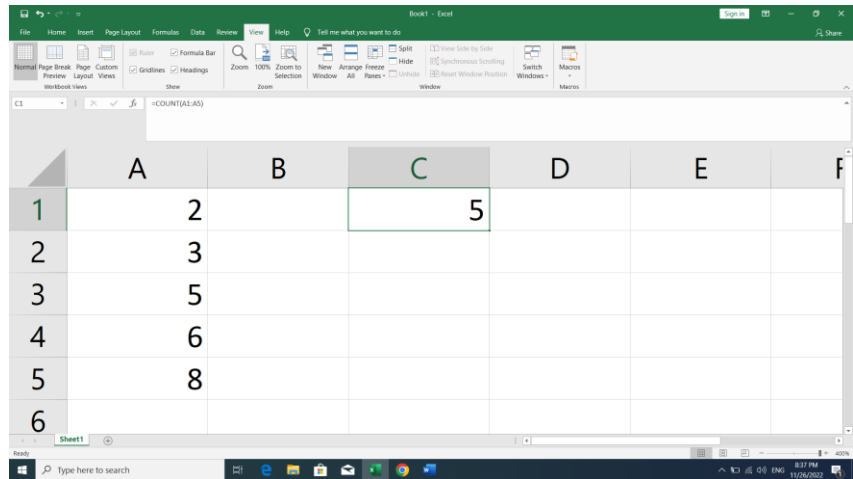 Book1 - Excel
Sign in
File Home Insert Page Layout Formulas Data Review View Help Tell me what you want to do
Share
Normal Page Break Preview Page Layout Custom Views
Workbook Views
Ruler Formula Bar
Gridlines Headings
Show
Zoom 100% Zoom to Selection
Zoom
New Window Arrange All Freeze Panes
Split
Hide
Unhide
View Side by Side
Synchronous Scrolling
Reset Window Position
Switch Windows
Window
Macros
Macros
C1 fx =COUNT(A1:A5)
A B C D E F
1 2 5
2 3
3 5
4 6
5 8
6
Sheet1
Ready
400%
Type here to search
ENG
8:37 PM
11/26/2022